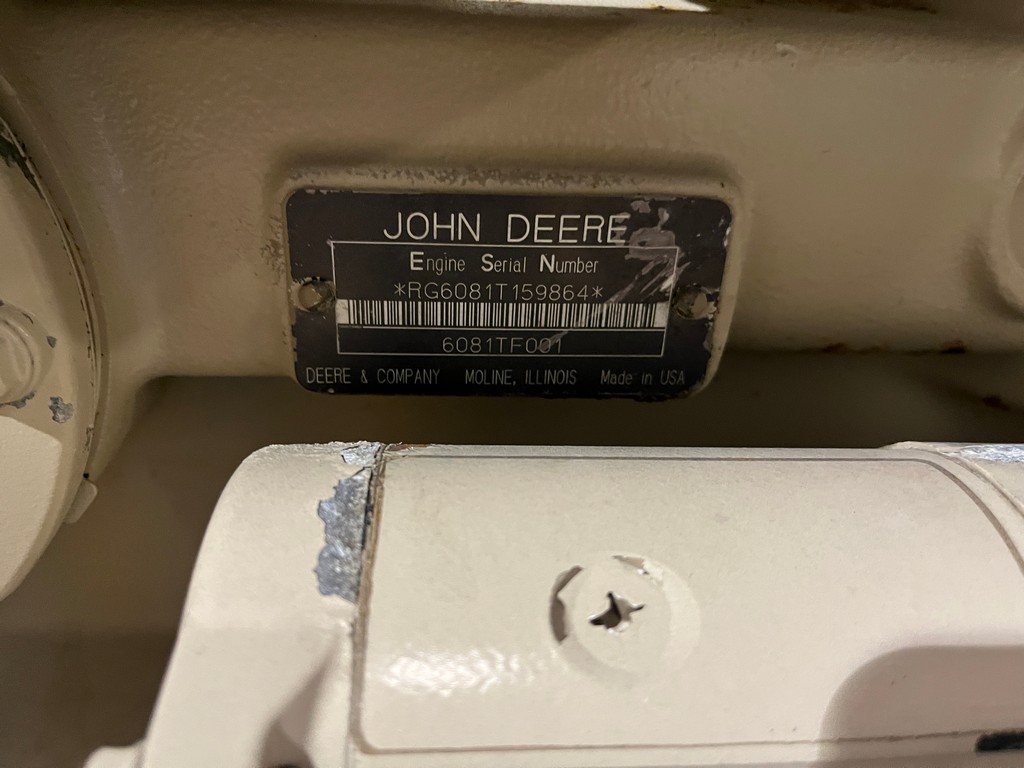 JOHN DEERE
Engine Serial Number
*RG6081T159864*
6081TF001
DEERE & COMPANY MOLINE, ILLINOIS Made in USA